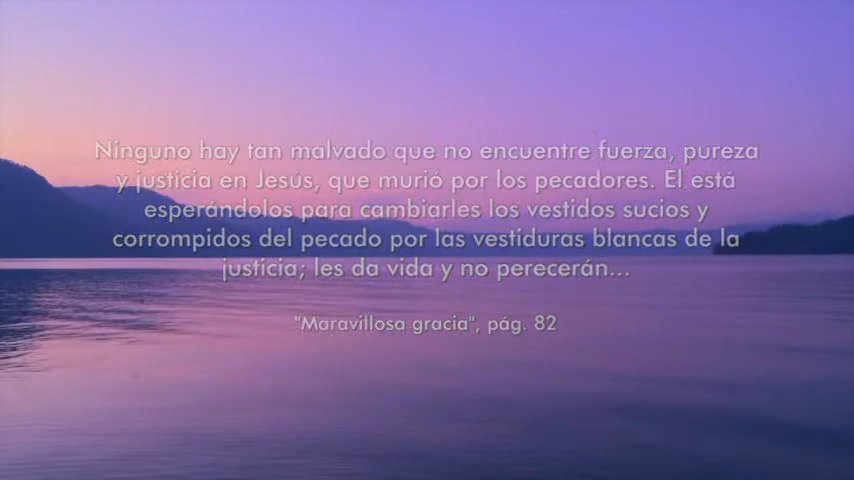 Ninguno hay tan malvado que no encuentre fuerza, pureza
y justicia en Jesús, que murió por los pecadores. El está
esperándolos para cambiarles los vestidos sucios y
corrompidos del pecado por las vestiduras blancas de la
justicia; les da vida y no perecerán...
"Maravillosa gracia", pág. 82